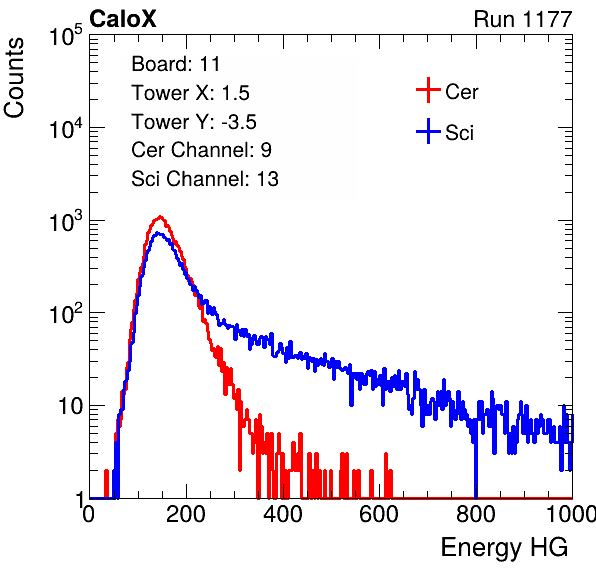 CaloX Run 1177
Counts
10^5
10^4
10^3
10^2
10
1
Board: 11
Tower X: 1.5
Tower Y: -3.5
Cer Channel: 9
Sci Channel: 13
Cer
Sci
0 200 400 600 800 1000
Energy HG